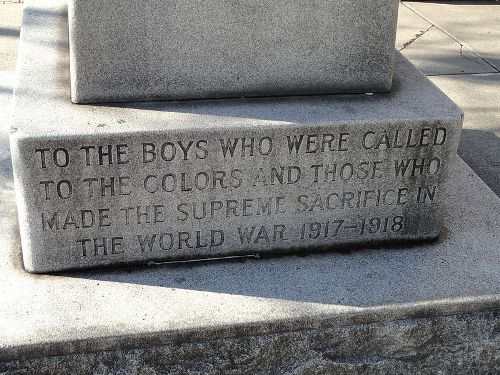 TO THE BOYS WHO WERE CALLED
TO THE COLORS AND THOSE WHO
MADE THE SUPREME SACRIFICE IN
THE WORLD WAR 1917-1918